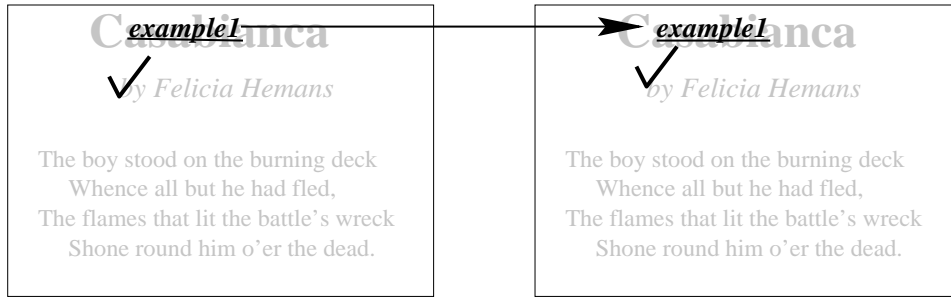 example1
Casabianca
by Felicia Hemans
The boy stood on the burning deck
Whence all but he had fled,
The flames that lit the battle's wreck
Shone round him o'er the dead.
example1
Casabianca
by Felicia Hemans
The boy stood on the burning deck
Whence all but he had fled,
The flames that lit the battle's wreck
Shone round him o'er the dead.